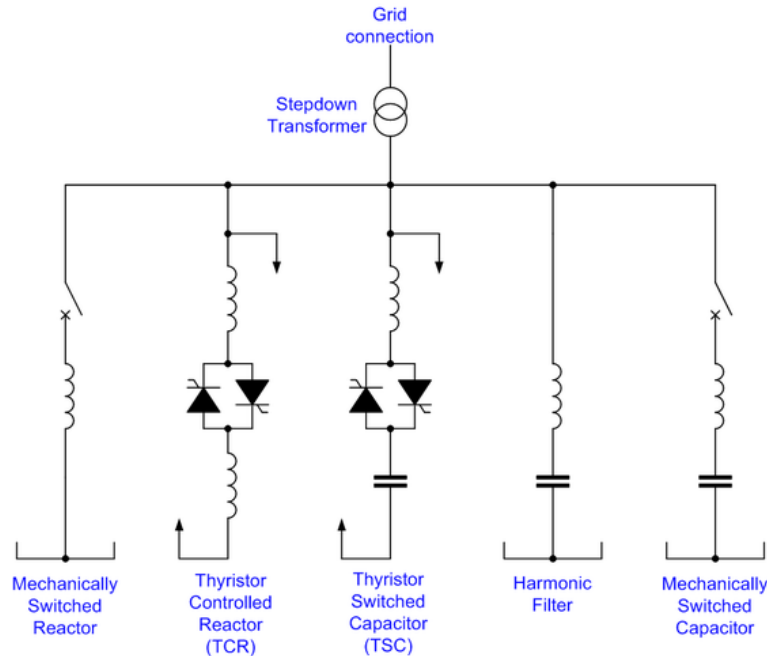 Grid
connection
Stepdown
Transformer
Mechanically
Switched
Reactor
Thyristor
Controlled
Reactor
(TCR)
Thyristor
Switched
Capacitor
(TSC)
Harmonic
Filter
Mechanically
Switched
Capacitor